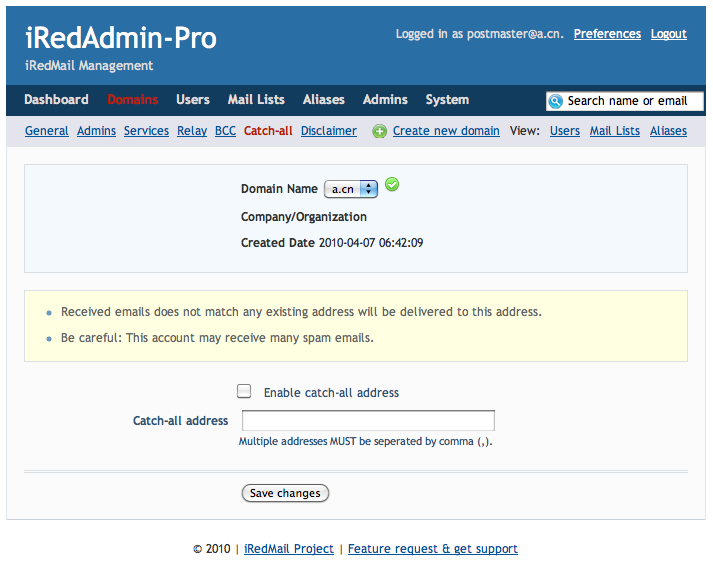 iRedAdmin-Pro
Logged in as postmaster@a.cn. Preferences Logout
iRedMail Management
Dashboard Domains Users Mail Lists Aliases Admins System Search name or email
General Admins Services Relay BCC Catch-all Disclaimer Create new domain View: Users Mail Lists Aliases
Domain Name a.cn
Company/Organization
Created Date 2010-04-07 06:42:09
Received emails does not match any existing address will be delivered to this address.
Be careful: This account may receive many spam emails.
Enable catch-all address
Catch-all address
Multiple addresses MUST be seperated by comma (,).
Save changes
© 2010 | iRedMail Project | Feature request & get support